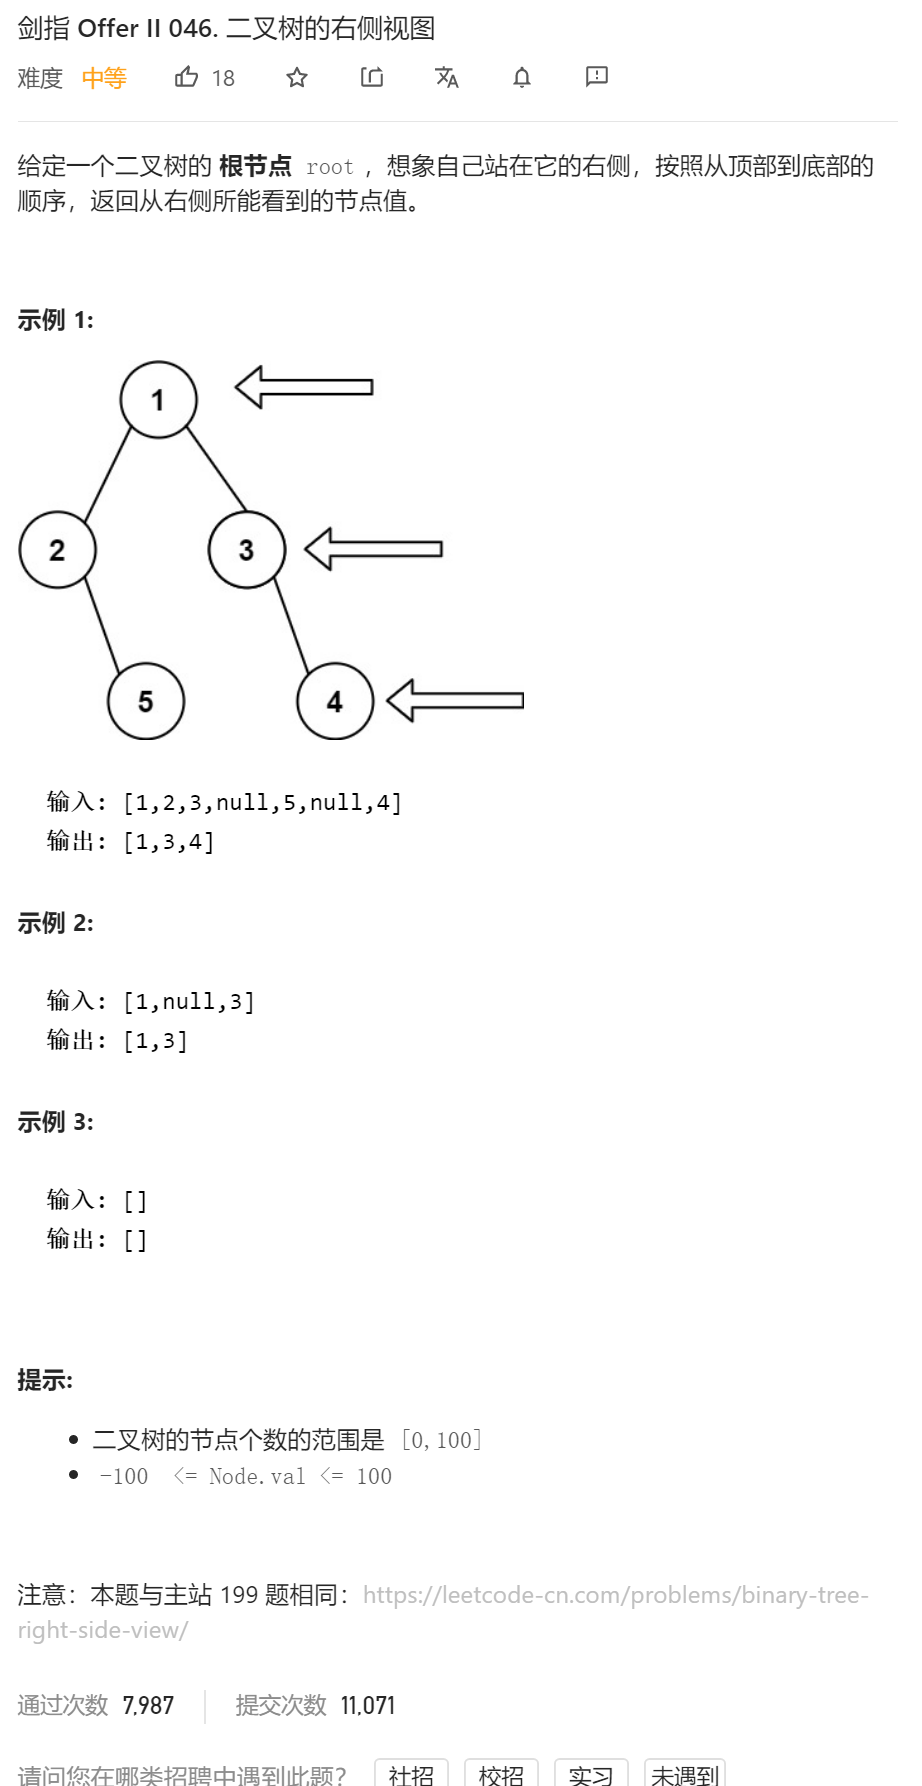 剑指 Offer II 046. 二叉树的右侧视图
难度 中等 18
给定一个二叉树的 根节点 root ，想象自己站在它的右侧，按照从顶部到底部的
顺序，返回从右侧所能看到的节点值。
示例 1:
1
2 3
5 4
输入: [1,2,3,null,5,null,4]
输出: [1,3,4]
示例 2:
输入: [1,null,3]
输出: [1,3]
示例 3:
输入: []
输出: []
提示:
二叉树的节点个数的范围是 [0,100]
-100 <= Node.val <= 100
注意：本题与主站 199 题相同：https://leetcode-cn.com/problems/binary-tree-
right-side-view/
通过次数 7,987 提交次数 11,071
请问您在哪类招聘中遇到此题？ 社招 校招 实习 未遇到